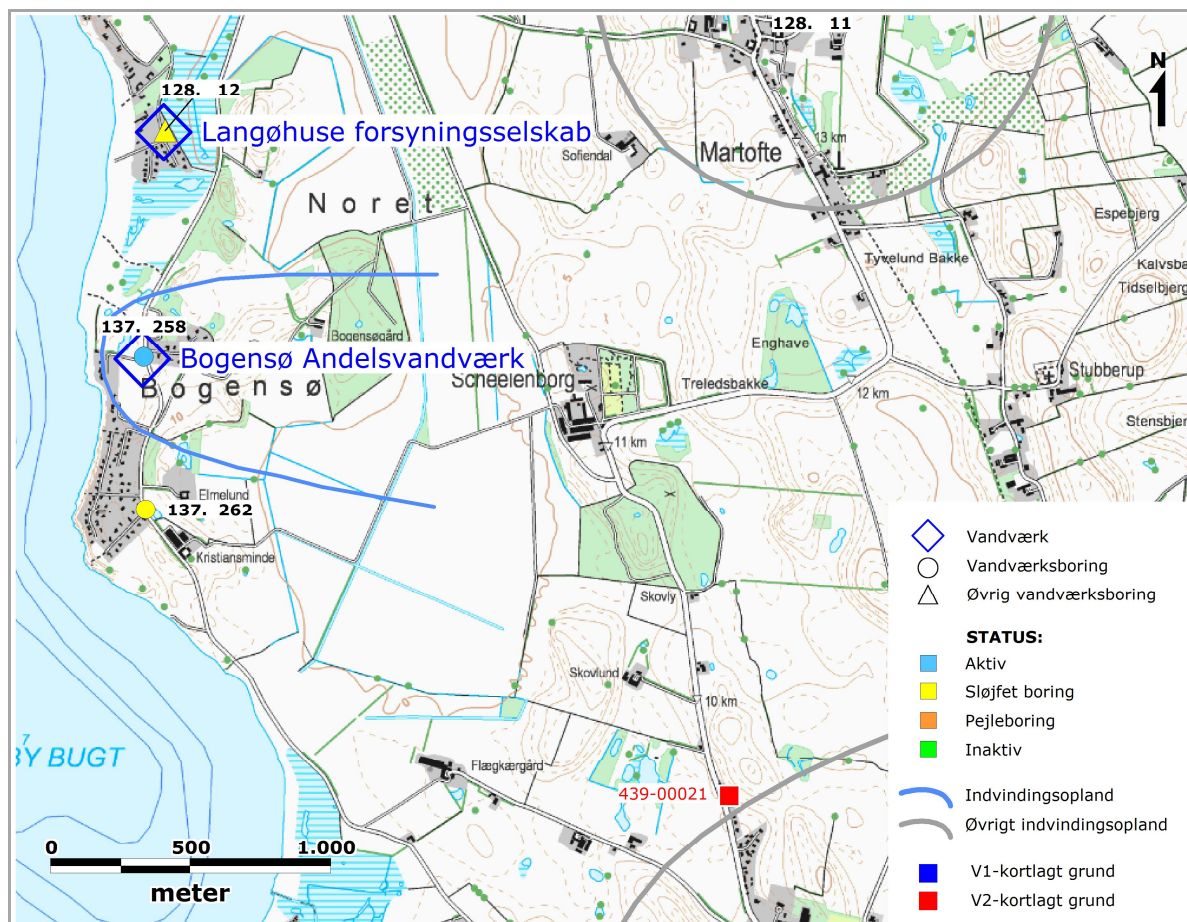 128. 11
N
128. 12
Langøhuse forsyningsselskab
13 km
Martofte
Sofiendal
Noret
Espebjerg
Tyvelund Bakke
Kalvsba
Tidselbjerg
137. 258
Bogensøgård
Bogensø Andelsvandværk
Enghave
Bogensø
Scheelenborg
Treledsbakke
Stubberup
12 km
Stensbjer
11 km
Elmelund
137. 262
Kristiansminde
Skovly
Skovlund
10 km
7
BY BUGT
Flægkærgård
439-00021
0 500 1.000
meter
Vandværk
Vandværksboring
Øvrig vandværksboring
STATUS:
Aktiv
Sløjfet boring
Pejleboring
Inaktiv
Indvindingsopland
Øvrigt indvindingsopland
V1-kortlagt grund
V2-kortlagt grund